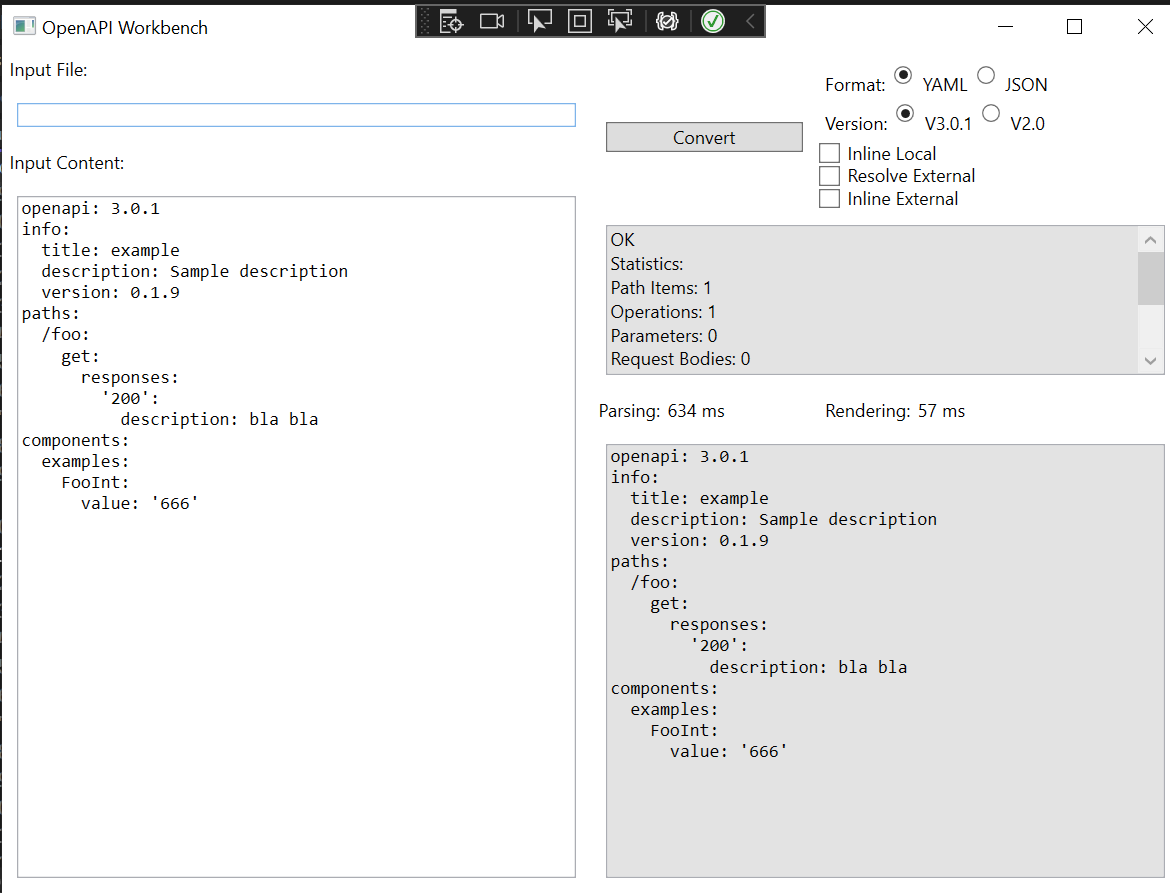 OpenAPI Workbench
Input File:
Format: YAML JSON
Version: V3.0.1 V2.0
Convert
Inline Local
Resolve External
Inline External
Input Content:
openapi: 3.0.1
info:
  title: example
  description: Sample description
  version: 0.1.9
paths:
  /foo:
    get:
      responses:
        '200':
          description: bla bla
components:
  examples:
    FooInt:
      value: '666'
OK
Statistics:
Path Items: 1
Operations: 1
Parameters: 0
Request Bodies: 0
Parsing: 634 ms Rendering: 57 ms
openapi: 3.0.1
info:
  title: example
  description: Sample description
  version: 0.1.9
paths:
  /foo:
    get:
      responses:
        '200':
          description: bla bla
components:
  examples:
    FooInt:
      value: '666'